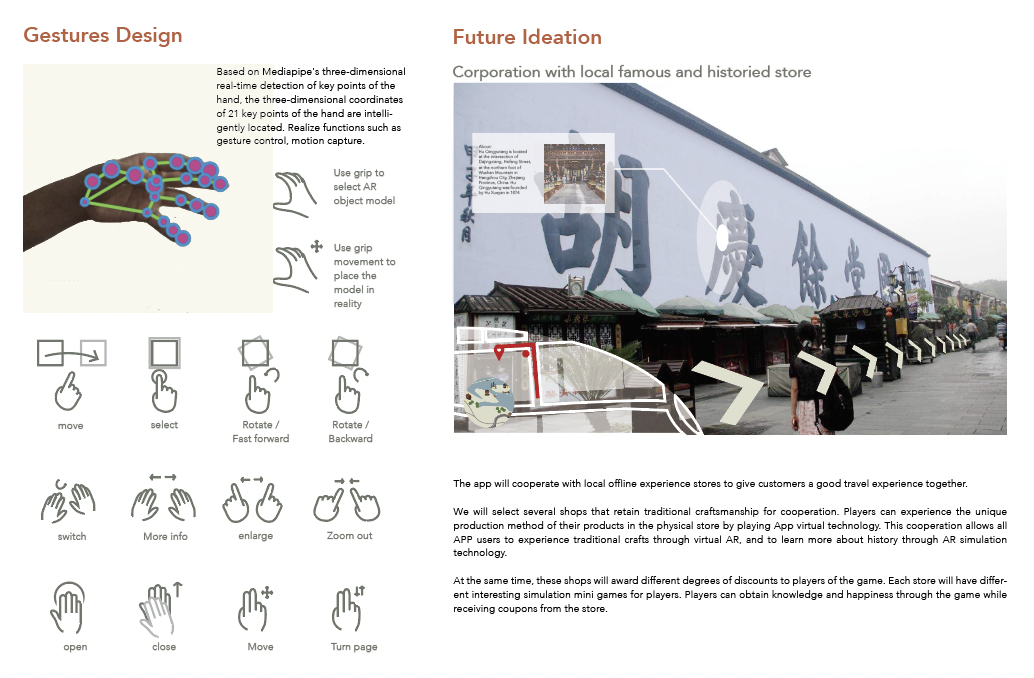 Gestures Design
Based on Mediapipe's three-dimensional
real-time detection of key points of the
hand, the three-dimensional coordinates
of 21 key points of the hand are intelli-
gently located. Realize functions such as
gesture control, motion capture.
Use grip to
select AR
object model
Use grip
movement to
place the
model in
reality
move
select
Rotate /
Fast forward
Rotate /
Backward
switch
More info
enlarge
Zoom out
open
close
Move
Turn page
Future Ideation
Corporation with local famous and historied store
About:
Hu Qingyutang is located
at the intersection of
Dajingxiang, Hefang Street,
at the northern foot of
Wushan Mountain in
Hangzhou City, Zhejiang
Province, China. Hu
Qingyutang was founded
by Hu Xueyan in 1874.
胡慶餘堂
The app will cooperate with local offline experience stores to give customers a good travel experience together.
We will select several shops that retain traditional craftsmanship for cooperation. Players can experience the unique
production method of their products in the physical store by playing App virtual technology. This cooperation allows all
APP users to experience traditional crafts through virtual AR, and to learn more about history through AR simulation
technology.
At the same time, these shops will award different degrees of discounts to players of the game. Each store will have differ-
ent interesting simulation mini games for players. Players can obtain knowledge and happiness through the game while
receiving coupons from the store.